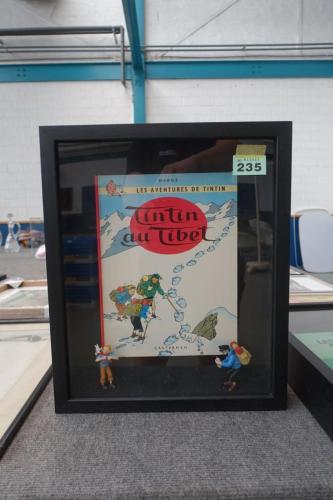 235
HERGÉ
LES AVENTURES DE TINTIN
Tintin
au Tibet
CASTERMAN